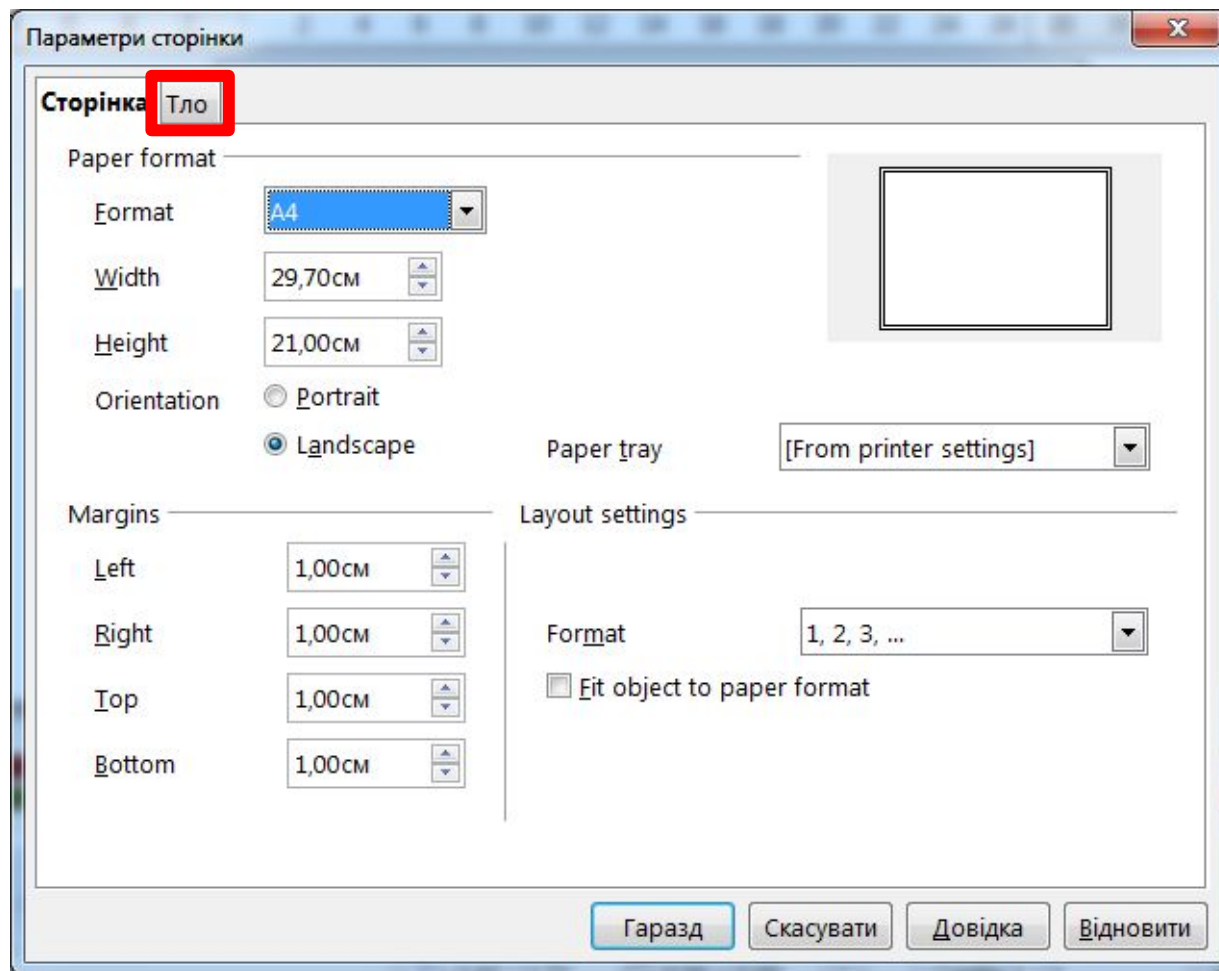 Параметри сторінки
Сторінка Тло
Paper format
Format A4
Width 29,70см
Height 21,00см
Orientation Portrait
Landscape Paper tray [From printer settings]
Margins Layout settings
Left 1,00см
Right 1,00см Format 1, 2, 3, ...
Fit object to paper format
Top 1,00см
Bottom 1,00см
Гаразд Скасувати Довідка Відновити